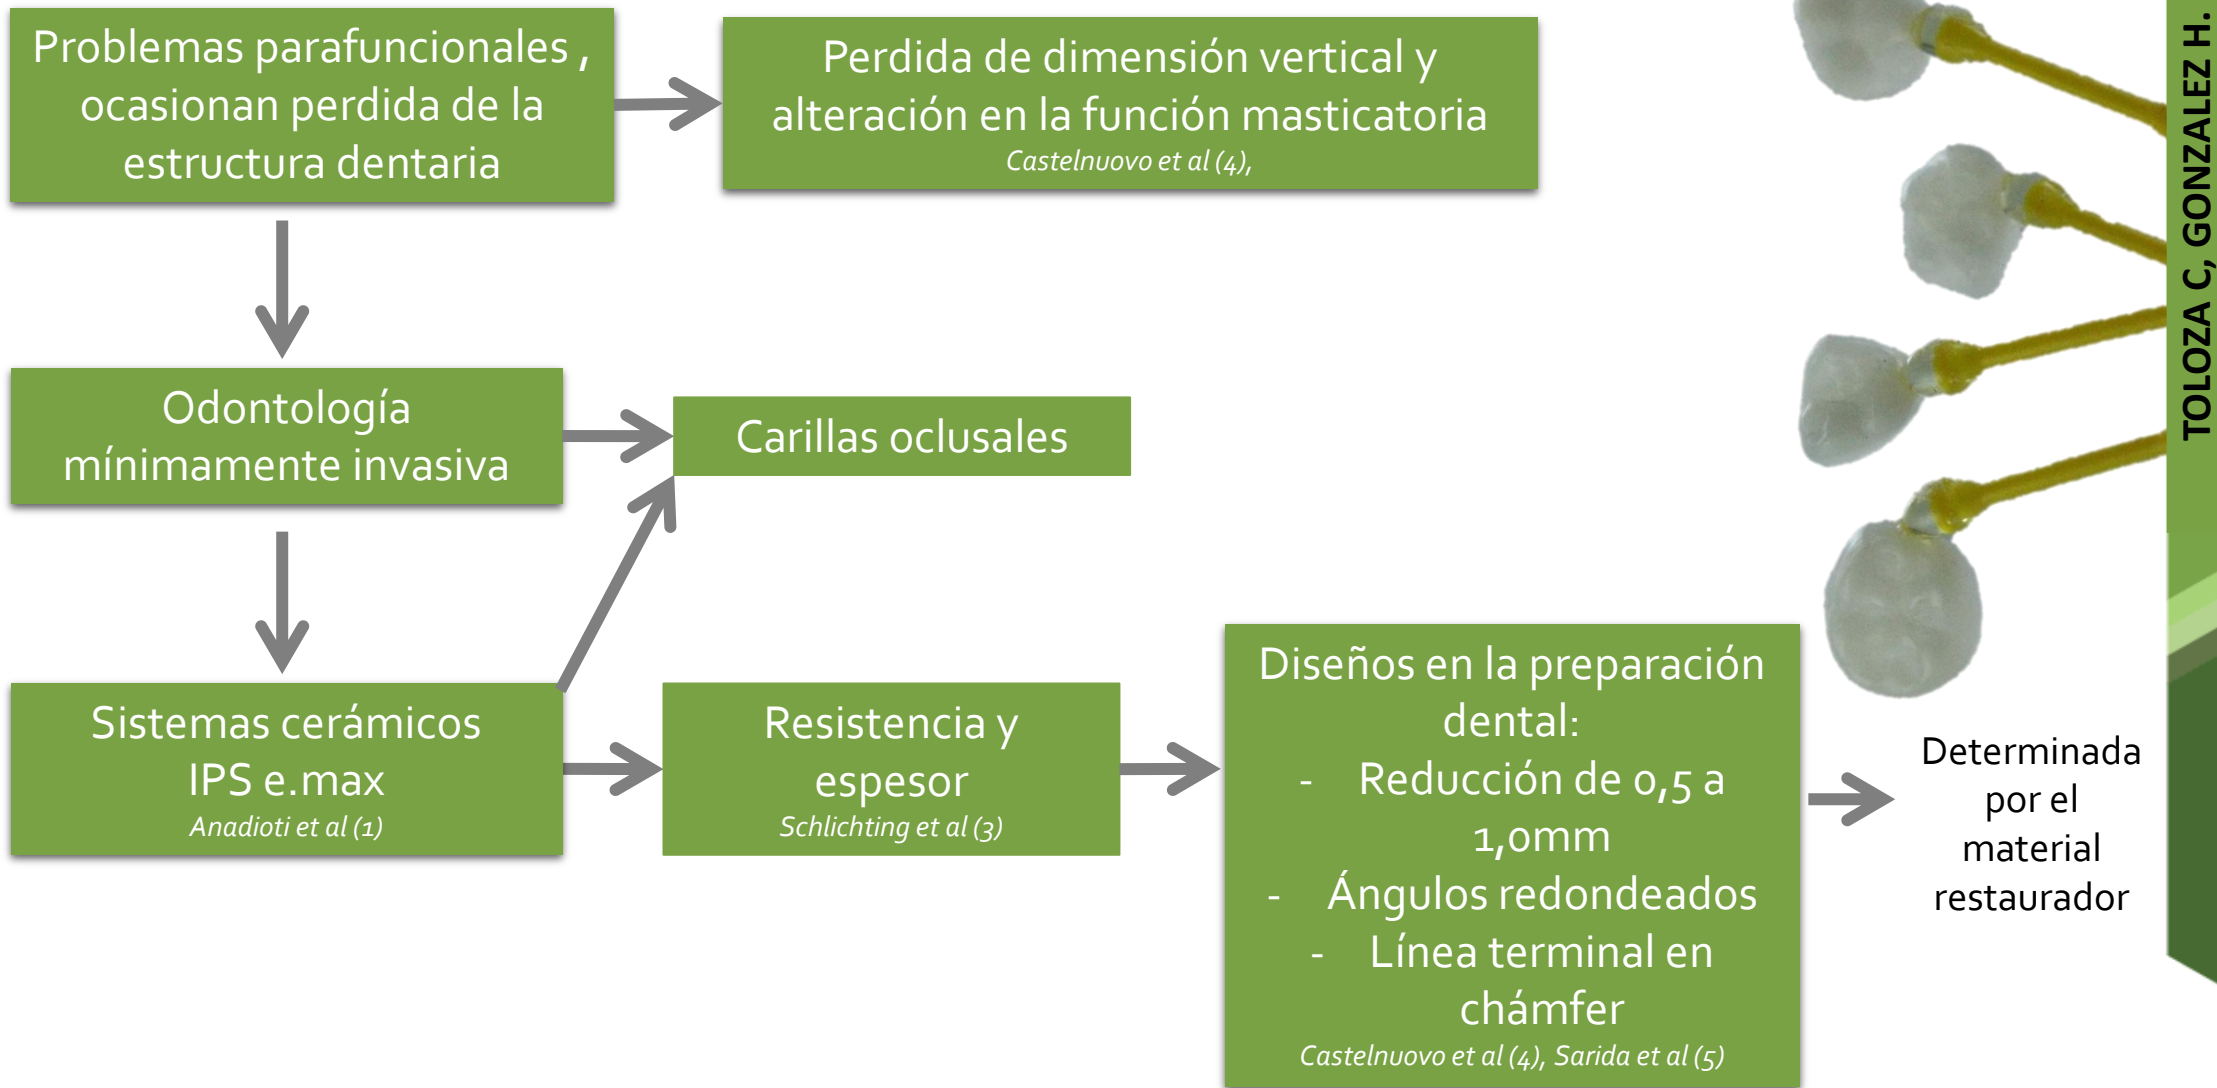 Problemas parafuncionales ,
ocasionan perdida de la
estructura dentaria
Perdida de dimensión vertical y
alteración en la función masticatoria
Castelnuovo et al (4),
Odontología
mínimamente invasiva
Carillas oclusales
Sistemas cerámicos
IPS e.max
Anadioti et al (1)
Resistencia y
espesor
Schlichting et al (3)
Diseños en la preparación
dental:
- Reducción de 0,5 a
1,0mm
- Ángulos redondeados
- Línea terminal en
chámfer
Castelnuovo et al (4), Sarida et al (5)
Determinada
por el
material
restaurador
TOLOZA C, GONZALEZ H.